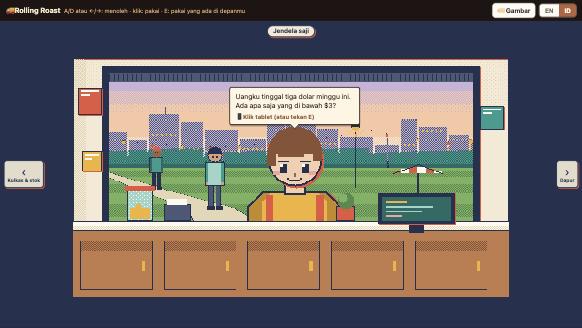 Rolling Roast A/D atau ←/→: menoleh · klik: pakai · E: pakai yang ada di depanmu Gambar EN ID
Jendela saji
Uangku tinggal tiga dolar minggu ini.
Ada apa saja yang di bawah $3?
Klik tablet (atau tekan E)
‹ Kulkas & stok
› Dapur